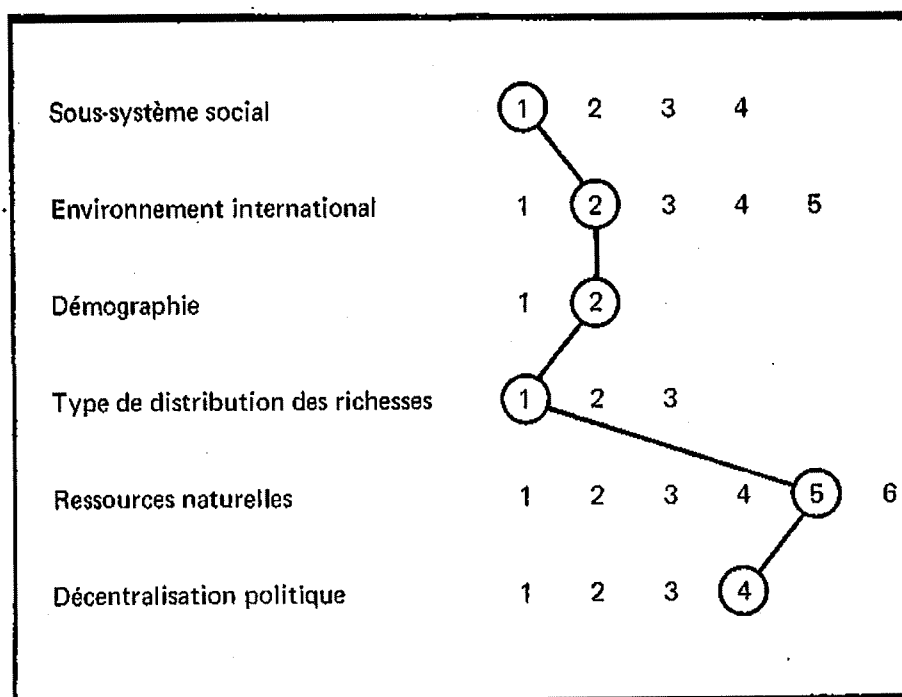 Sous-système social 1 2 3 4
Environnement international 1 2 3 4 5
Démographie 1 2
Type de distribution des richesses 1 2 3
Ressources naturelles 1 2 3 4 5 6
Décentralisation politique 1 2 3 4